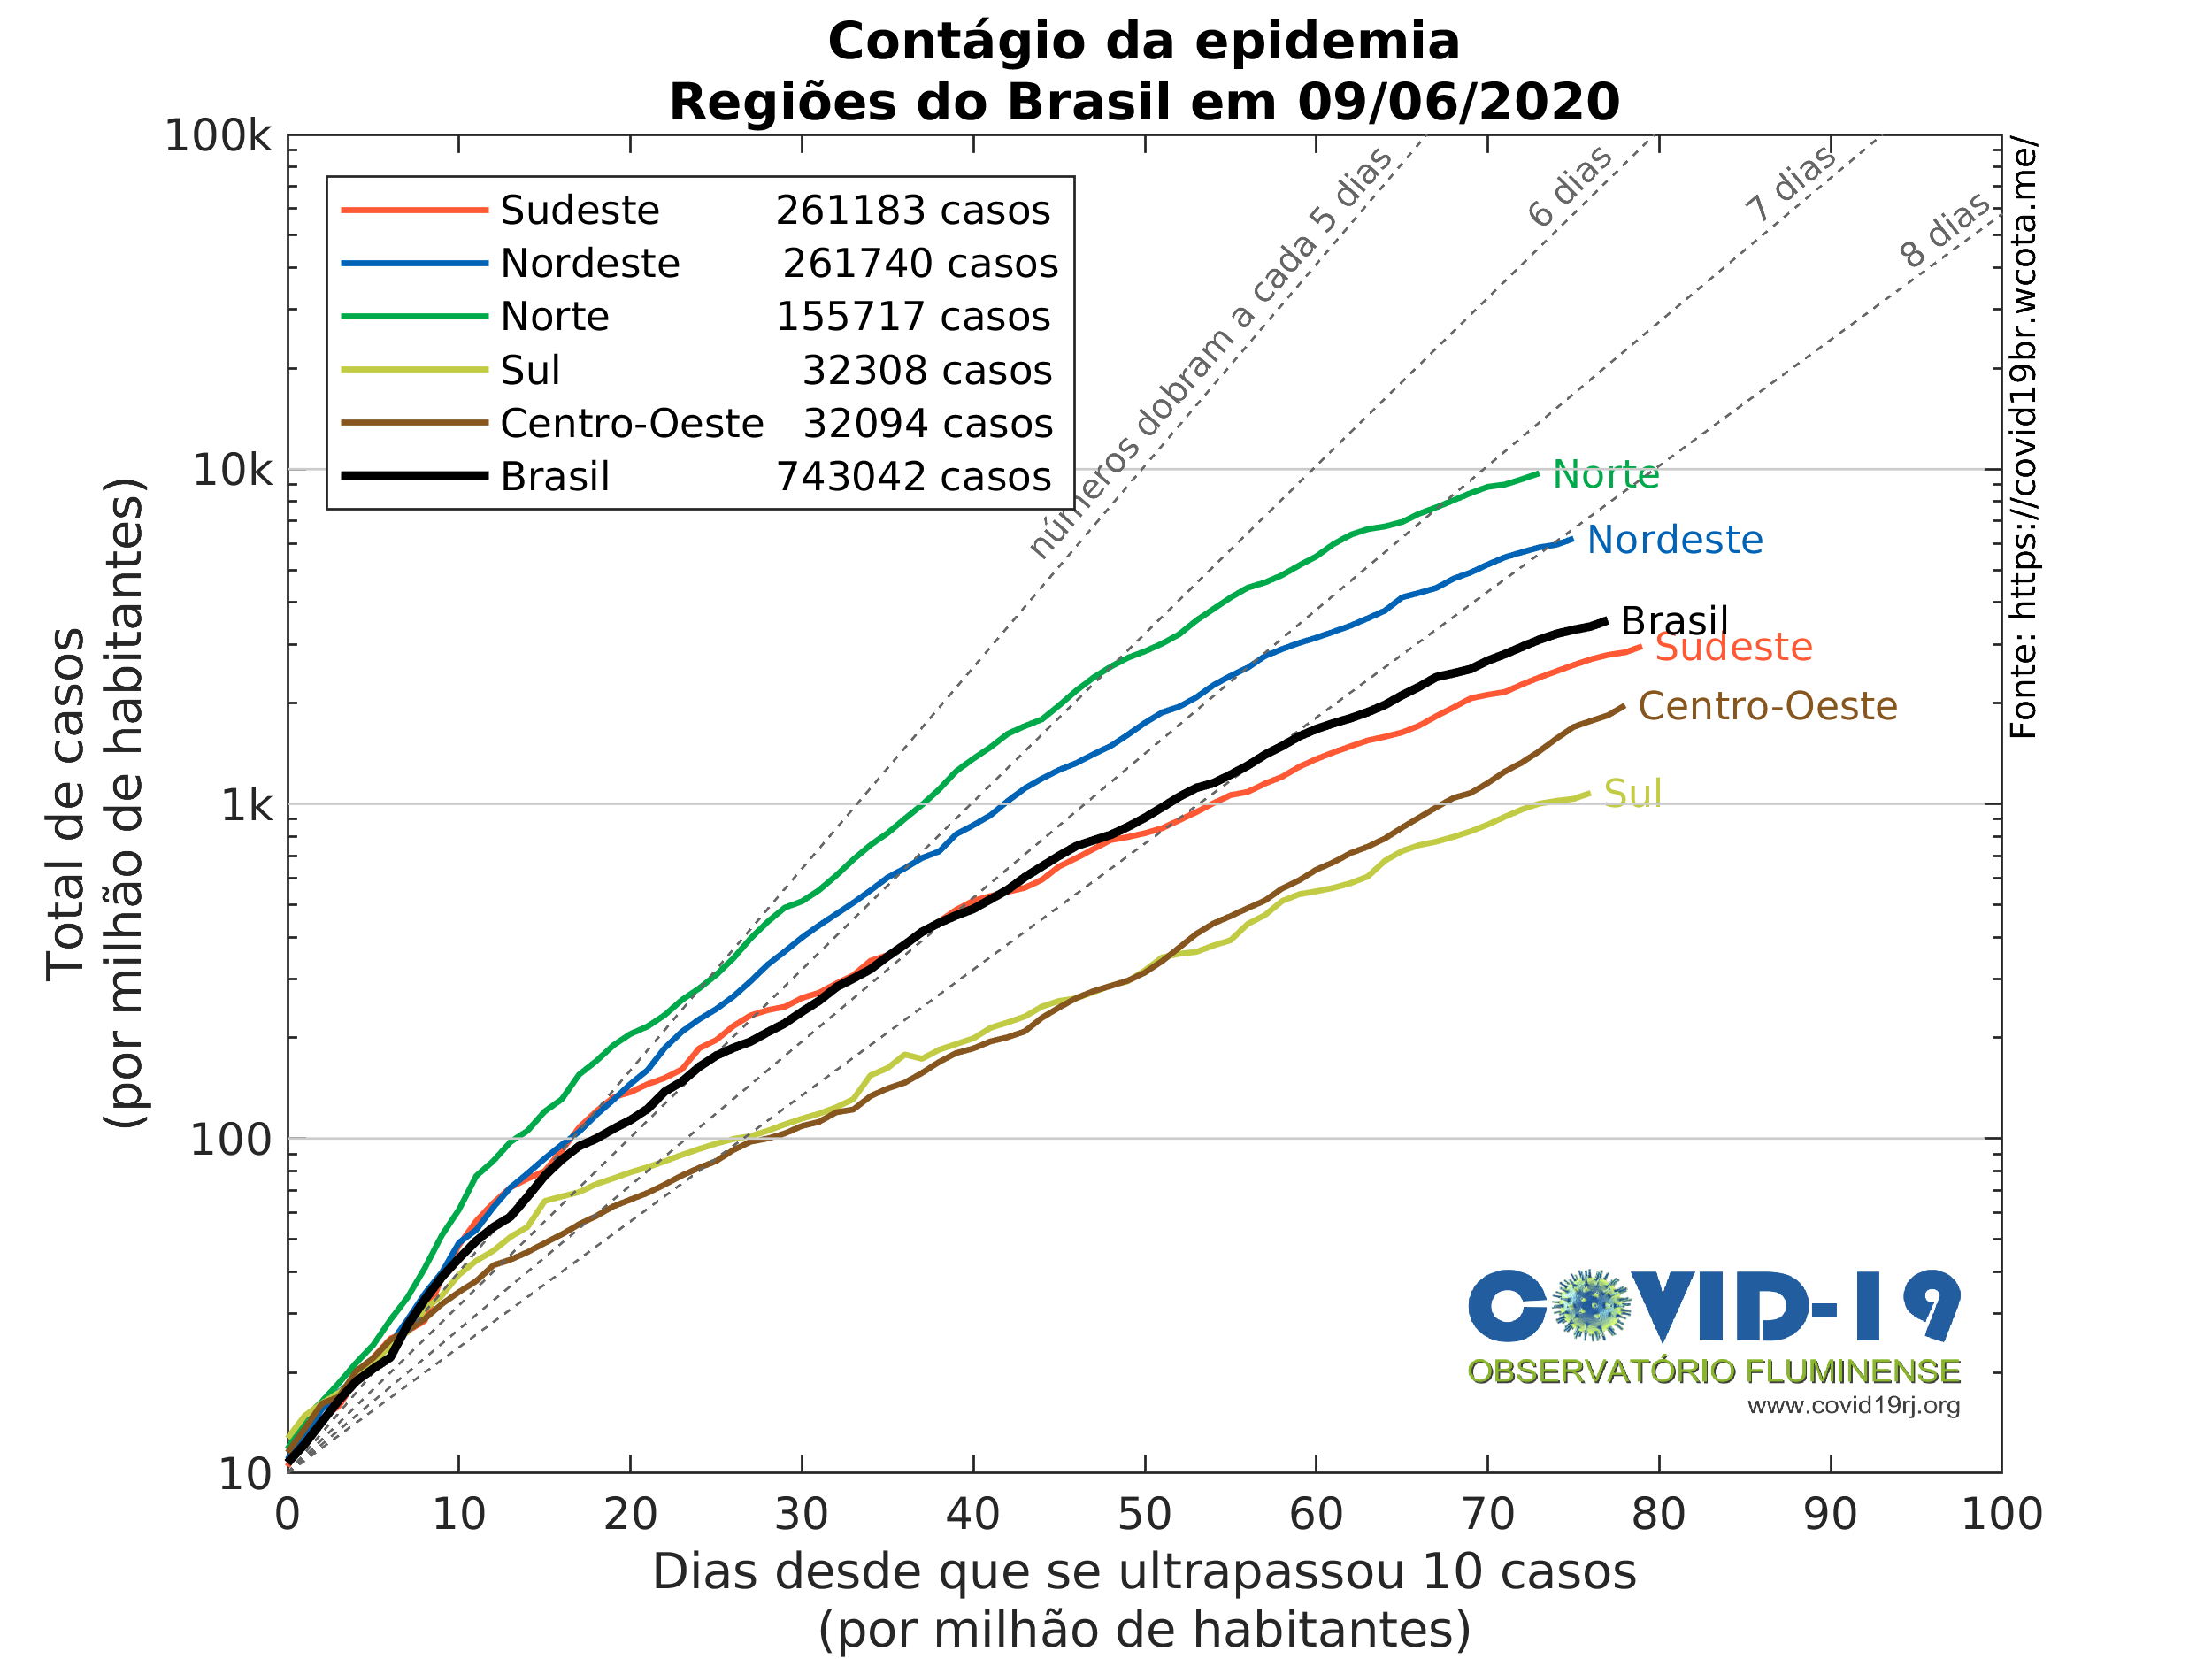 Contágio da epidemia
Regiões do Brasil em 09/06/2020
100k
10k
1k
100
10
Total de casos
(por milhão de habitantes)
Sudeste 261183 casos
Nordeste 261740 casos
Norte 155717 casos
Sul 32308 casos
Centro-Oeste 32094 casos
Brasil 743042 casos
números dobram a cada 5 dias
6 dias
7 dias
8 dias
Norte
Nordeste
Brasil
Sudeste
Centro-Oeste
Sul
Fonte: https://covid19br.wcota.me/
COVID-19
OBSERVATÓRIO FLUMINENSE
www.covid19rj.org
0 10 20 30 40 50 60 70 80 90 100
Dias desde que se ultrapassou 10 casos
(por milhão de habitantes)